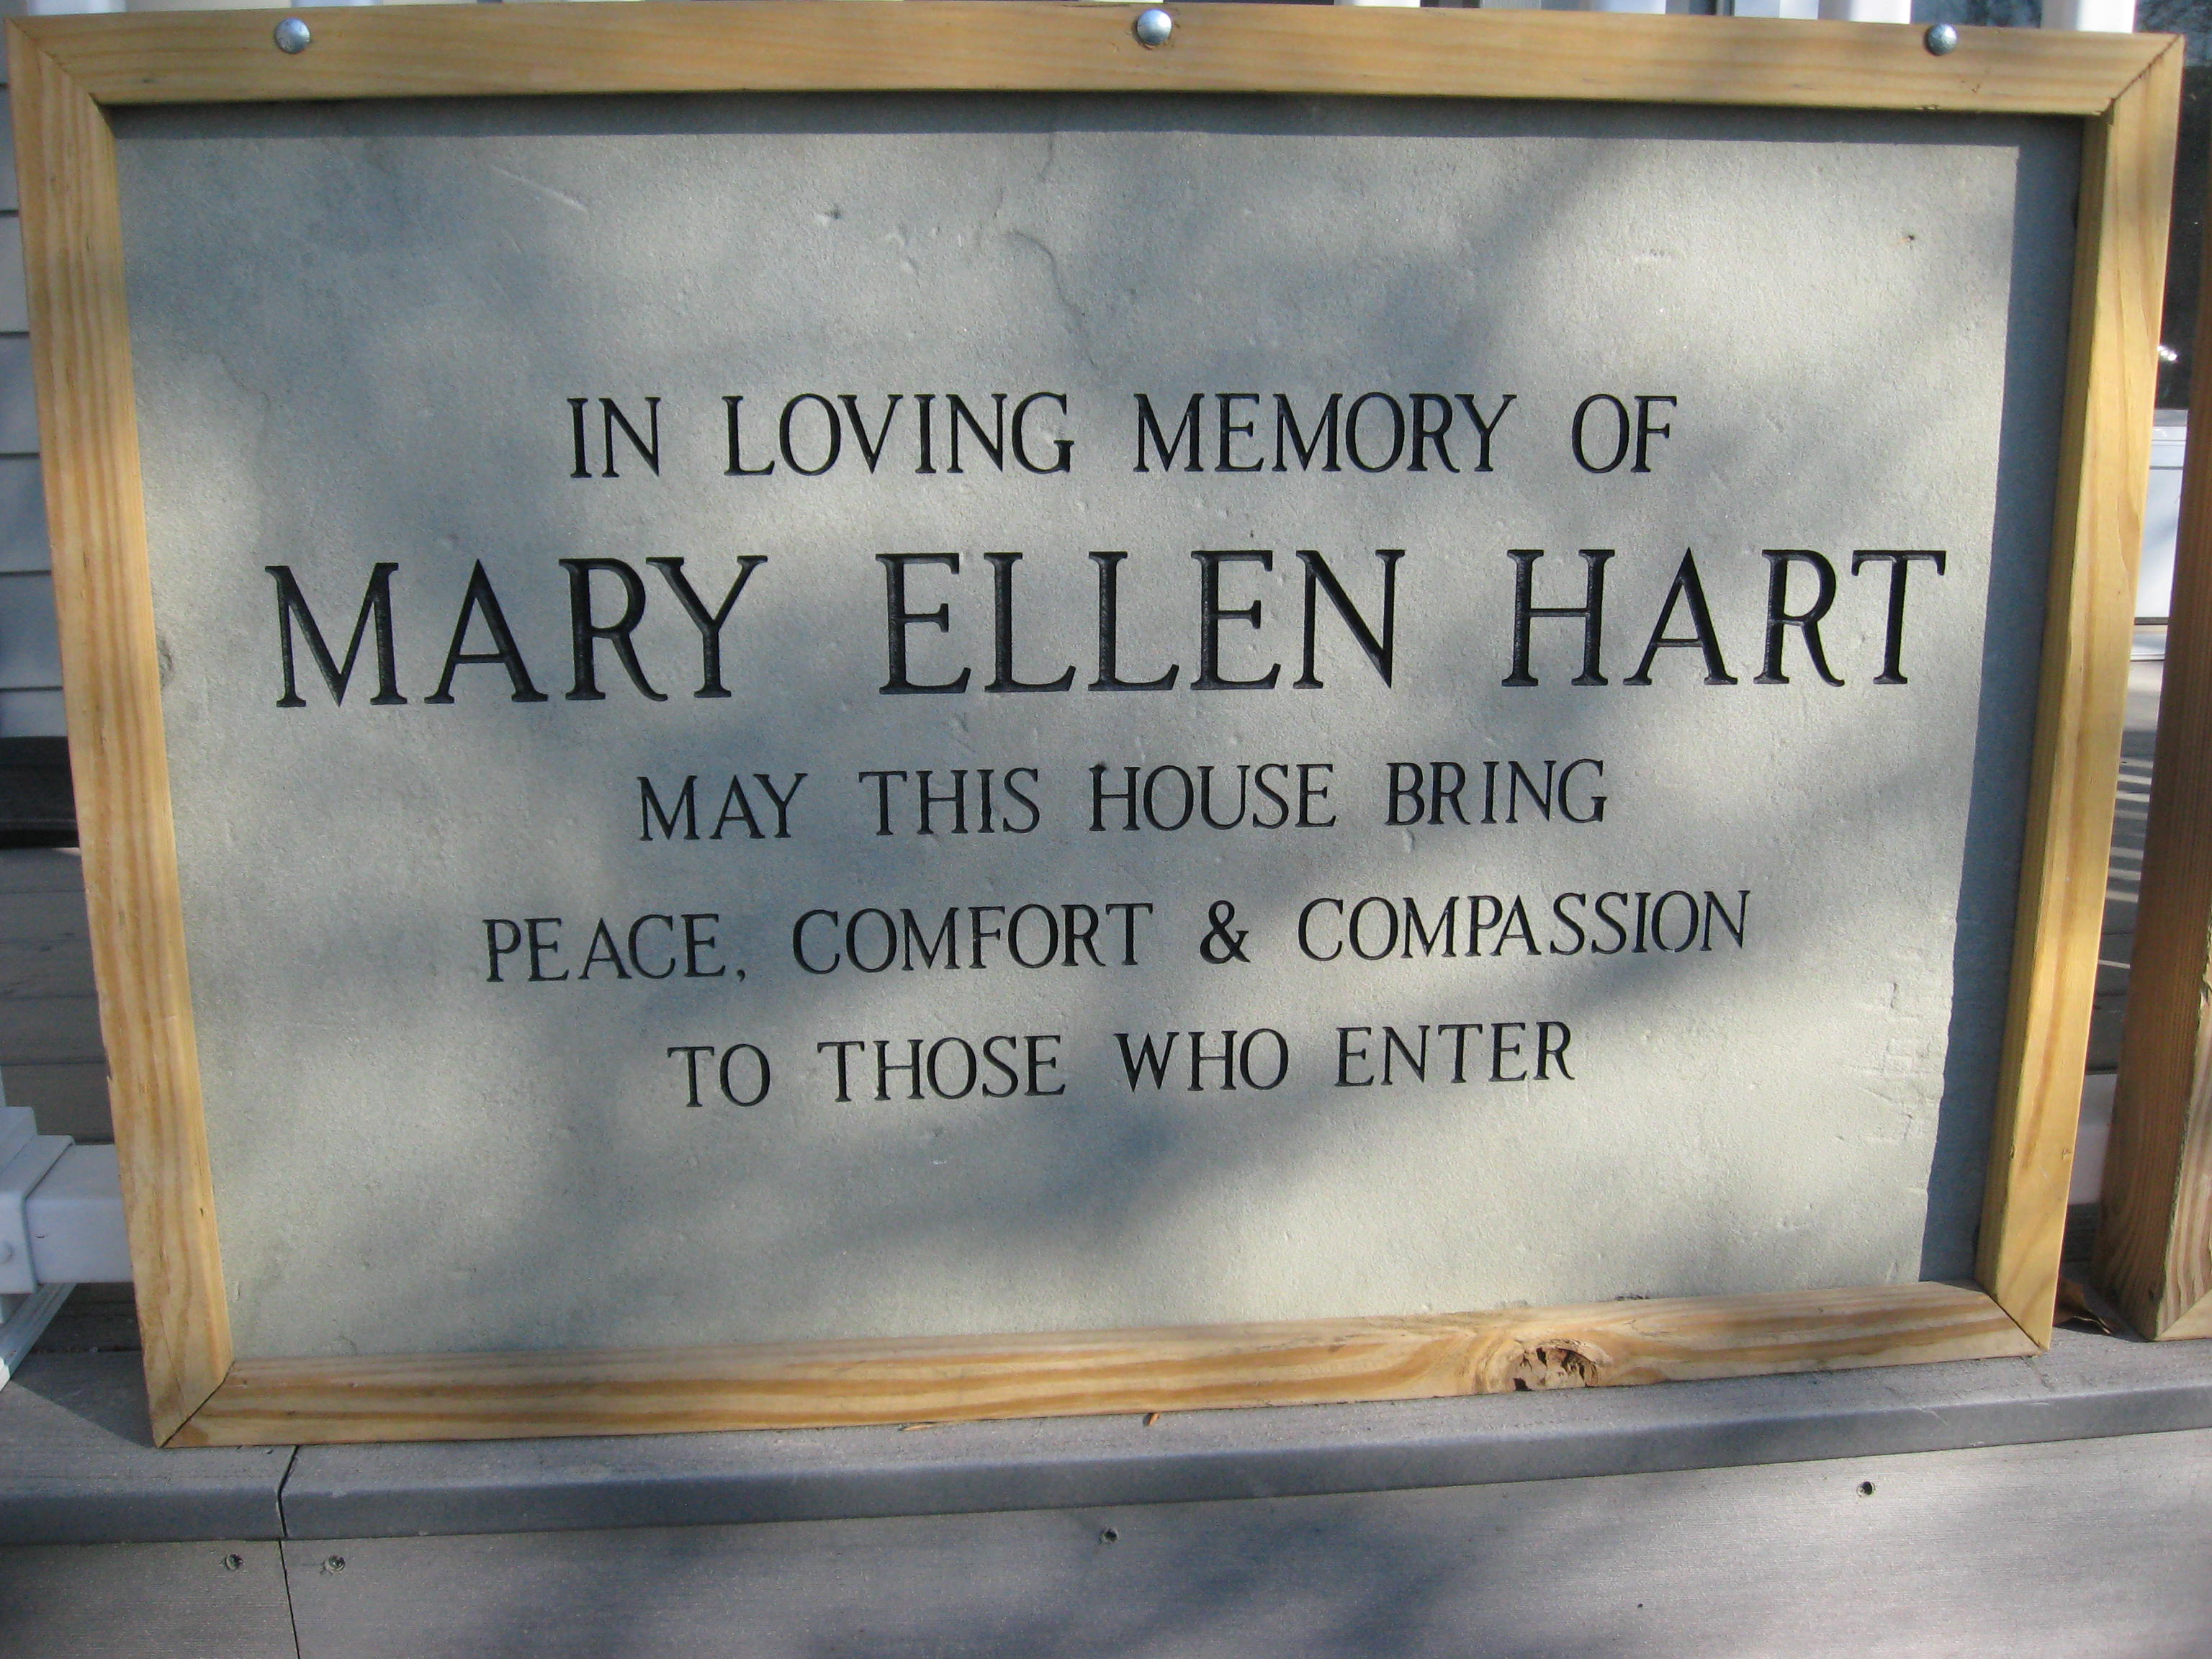 IN LOVING MEMORY OF
MARY ELLEN HART
MAY THIS HOUSE BRING
PEACE, COMFORT & COMPASSION
TO THOSE WHO ENTER